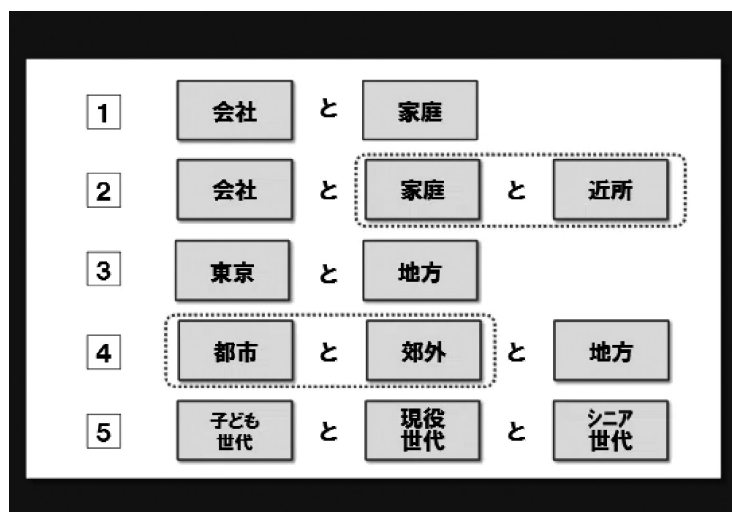 1 会社 と 家庭
2 会社 と 家庭 と 近所
3 東京 と 地方
4 都市 と 郊外 と 地方
5 子ども世代 と 現役世代 と シニア世代